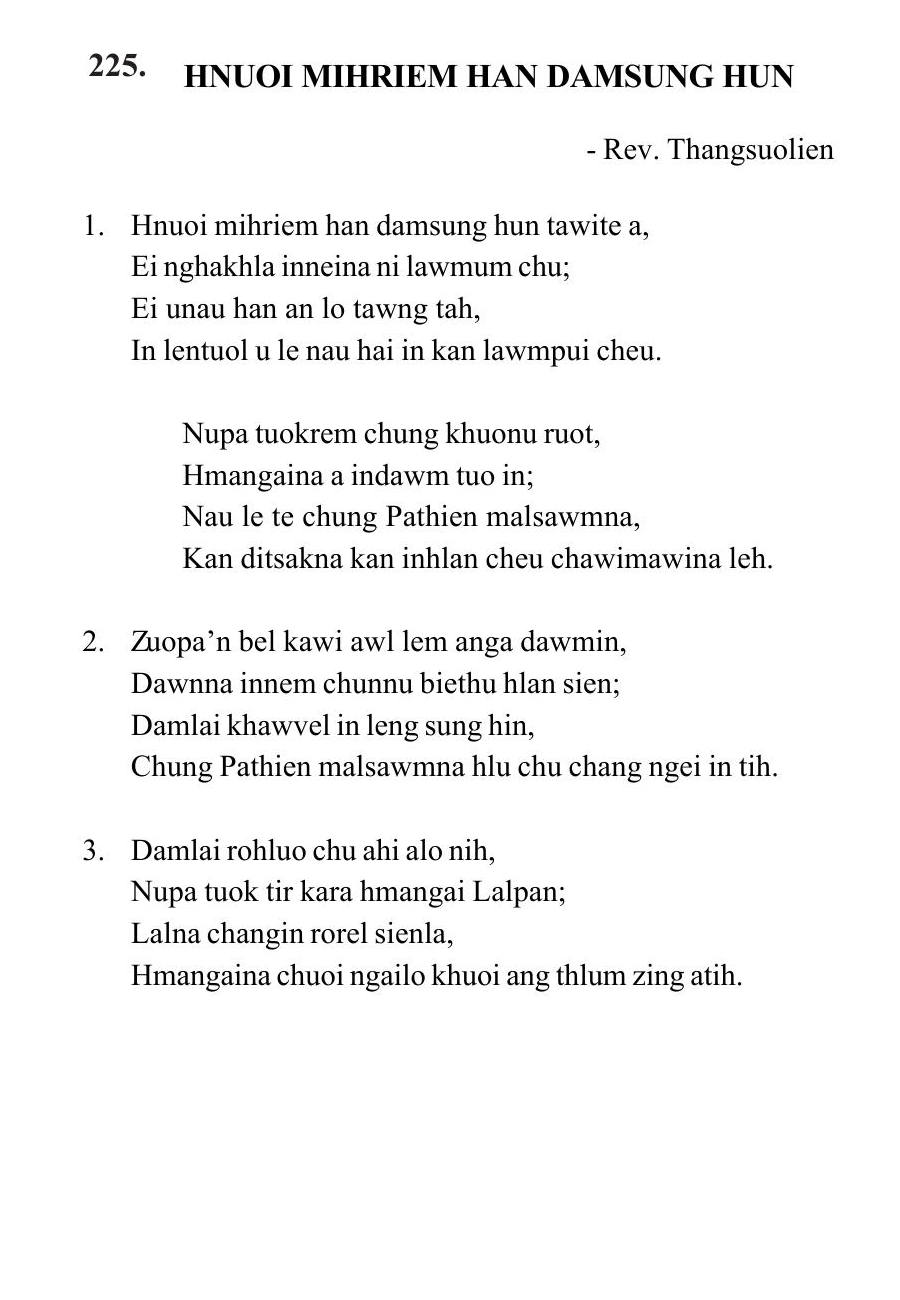 225. HNUOI MIHRIEM HAN DAMSUNG HUN
- Rev. Thangsuolien
1. Hnuoi mihriem han damsung hun tawite a,
Ei nghakhla inneina ni lawmum chu;
Ei unau han an lo tawng tah,
In lentuol u le nau hai in kan lawmpui cheu.
Nupa tuokrem chung khuonu ruot,
Hmangaina a indawm tuo in;
Nau le te chung Pathien malsawmna,
Kan ditsakna kan inhlan cheu chawimawina leh.
2. Zuopa’n bel kawi awl lem anga dawmin,
Dawnna innem chunnu biethu hlan sien;
Damlai khawvel in leng sung hin,
Chung Pathien malsawmna hlu chu chang ngei in tih.
3. Damlai rohluo chu ahi alo nih,
Nupa tuok tir kara hmangai Lalpan;
Lalna changin rorel sienla,
Hmangaina chuoi ngailo khuoi ang thlum zing atih.